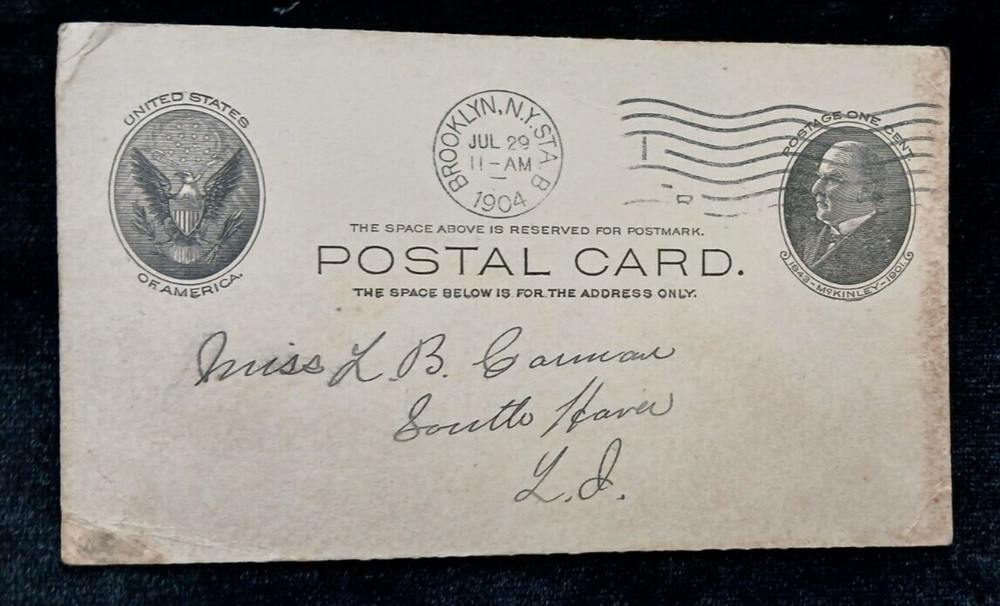 UNITED STATES
OF AMERICA.
BROOKLYN, N.Y. STA. B
JUL 29
11-AM
1904
1
POSTAGE ONE CENT.
1843-McKINLEY-1901.
THE SPACE ABOVE IS RESERVED FOR POSTMARK.
POSTAL CARD.
THE SPACE BELOW IS FOR THE ADDRESS ONLY.
Miss L. B. Carman
South Haven
L.I.